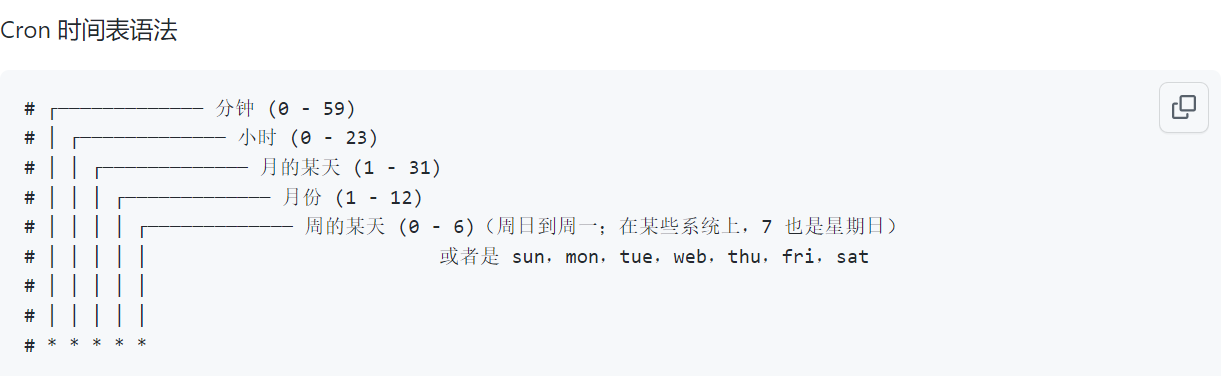 Cron 时间表语法
# ┌───────────── 分钟 (0 - 59)
# │ ┌───────────── 小时 (0 - 23)
# │ │ ┌───────────── 月的某天 (1 - 31)
# │ │ │ ┌───────────── 月份 (1 - 12)
# │ │ │ │ ┌───────────── 周的某天 (0 - 6)（周日到周一；在某些系统上，7 也是星期日）
# │ │ │ │ │                          或者是 sun，mon，tue，web，thu，fri，sat
# │ │ │ │ │
# │ │ │ │ │
# * * * * *